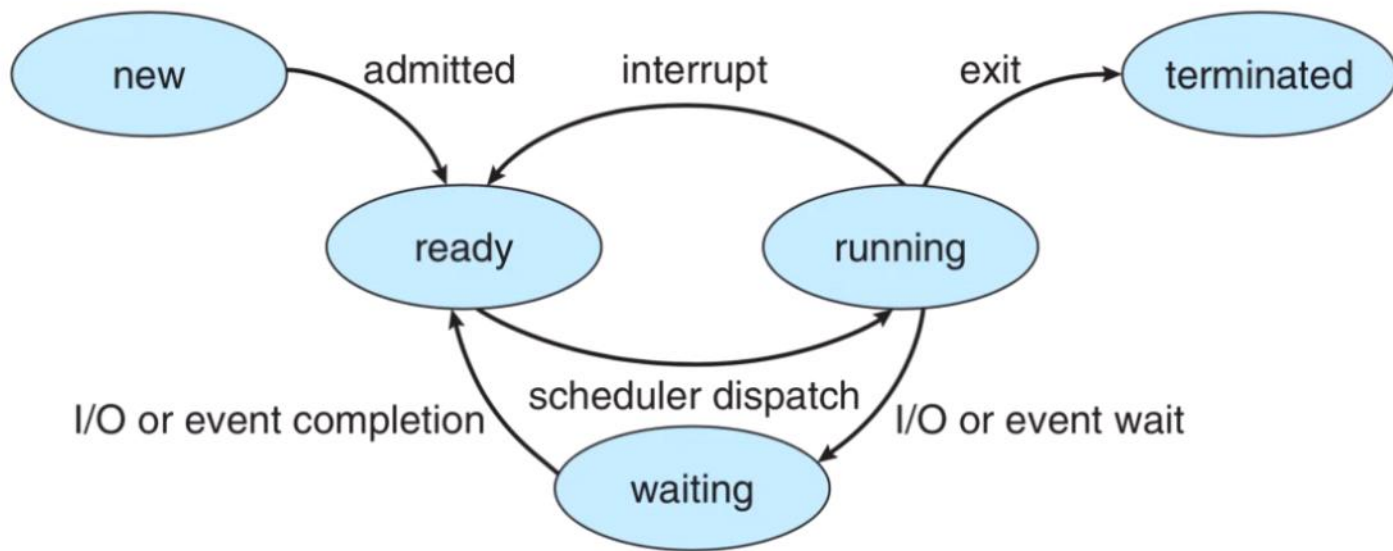 new
admitted
interrupt
exit
terminated
ready
running
scheduler dispatch
I/O or event completion
I/O or event wait
waiting